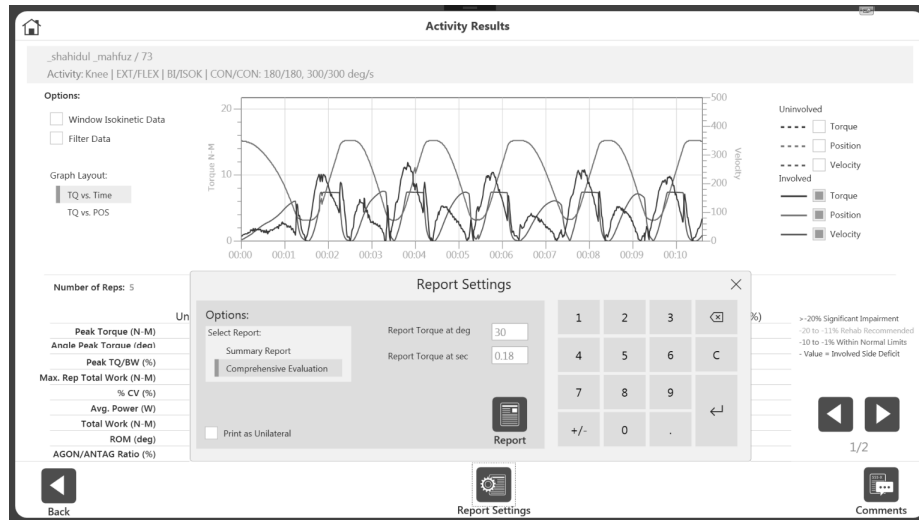 Activity Results
_shahidul _mahfuz / 73
Activity: Knee | EXT/FLEX | BI/ISOK | CON/CON: 180/180, 300/300 deg/s
Options:
Window Isokinetic Data
Filter Data
Graph Layout:
TQ vs. Time
TQ vs. POS
Torque N-M
20
10
0
00:00 00:01 00:02 00:03 00:04 00:05 00:06 00:07 00:08 00:09 00:10
500
400
300
200
100
0
Velocity
Uninvolved
Torque
Position
Velocity
Involved
Torque
Position
Velocity
Number of Reps: 5
Un
%)
Peak Torque (N-M)
Angle Peak Torque (deg)
Peak TQ/BW (%)
Max. Rep Total Work (N-M)
% CV (%)
Avg. Power (W)
Total Work (N-M)
ROM (deg)
AGON/ANTAG Ratio (%)
Report Settings
Options:
Select Report:
Summary Report
Comprehensive Evaluation
Print as Unilateral
Report Torque at deg 30
Report Torque at sec 0.18
Report
1 2 3
4 5 6 C
7 8 9
+/- 0 .
>-20% Significant Impairment
-20 to -11% Rehab Recommended
-10 to -1% Within Normal Limits
- Value = Involved Side Deficit
1/2
Back
Report Settings
Comments